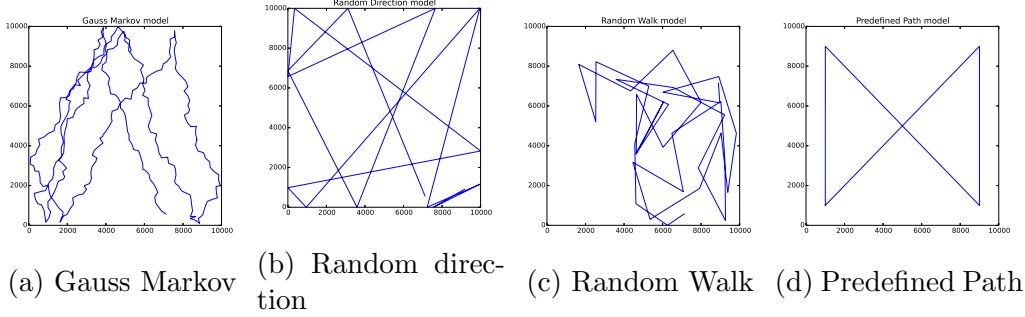 Gauss Markov model
10000
8000
6000
4000
2000
0
0 2000 4000 6000 8000 10000
(a) Gauss Markov
Random Direction model
10000
8000
6000
4000
2000
0
0 2000 4000 6000 8000 10000
(b) Random direc-
tion
Random Walk model
10000
8000
6000
4000
2000
0
0 2000 4000 6000 8000 10000
(c) Random Walk
Predefined Path model
10000
8000
6000
4000
2000
0
0 2000 4000 6000 8000 10000
(d) Predefined Path